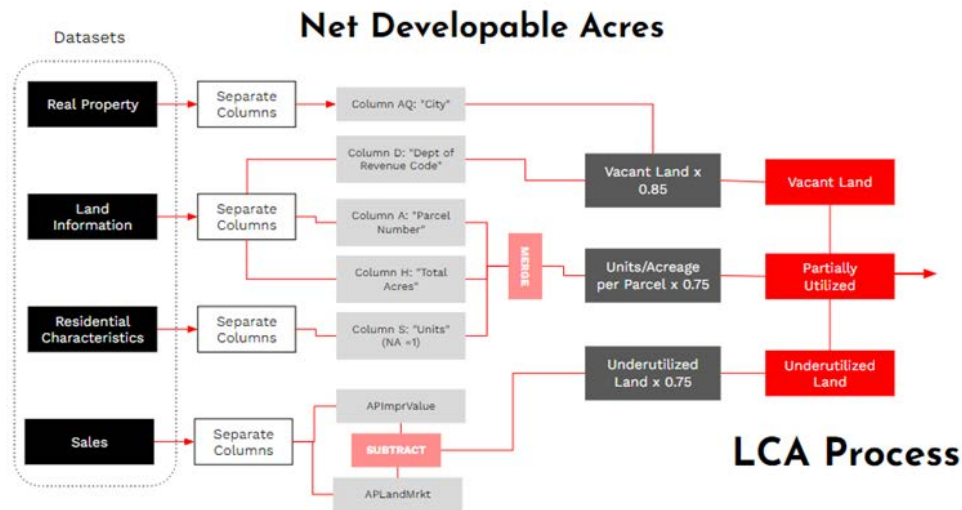 Net Developable Acres
Datasets
Real Property
Separate
Columns
Column AQ: "City"
Column D: "Dept of
Revenue Code"
Vacant Land x
0.85
Vacant Land
Land
Information
Separate
Columns
Column A: "Parcel
Number"
MERGE
Units/Acreage
per Parcel x 0.75
Partially
Utilized
Column H: "Total
Acres"
Residential
Characteristics
Separate
Columns
Column S: "Units"
(NA =1)
Underutilized
Land x 0.75
Underutilized
Land
APImprValue
Sales
Separate
Columns
SUBTRACT
LCA Process
APLandMrkt